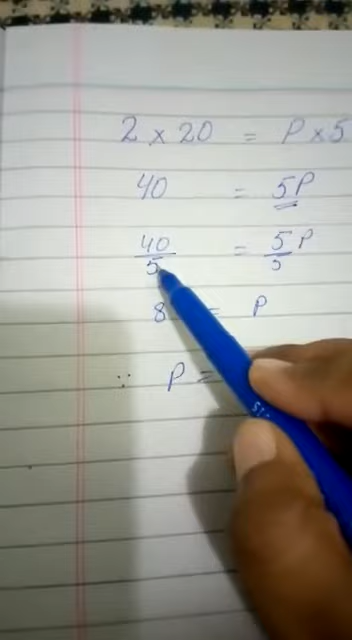 2 × 20 = P × 5
40 = 5P
40/5 = 5/5 P
8 = P
∵ P =